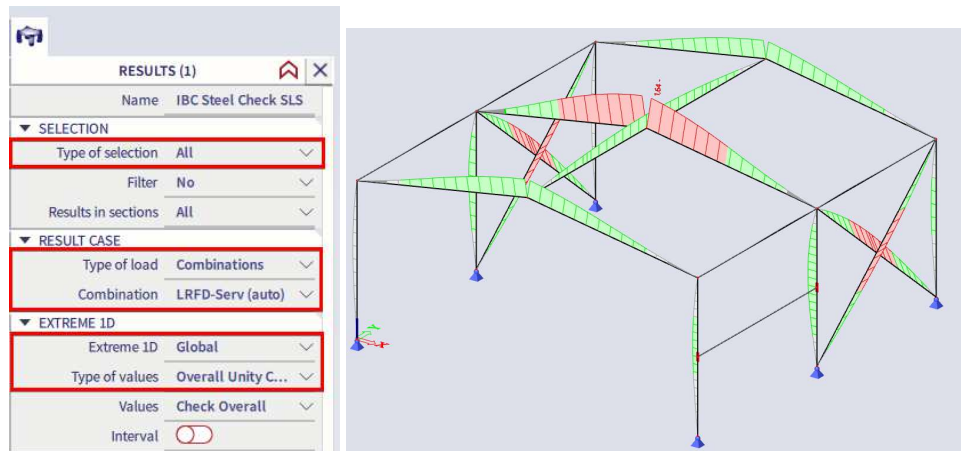 RESULTS (1)
Name IBC Steel Check SLS
SELECTION
Type of selection All
Filter No
Results in sections All
RESULT CASE
Type of load Combinations
Combination LRFD-Serv (auto)
EXTREME 1D
Extreme 1D Global
Type of values Overall Unity C...
Values Check Overall
Interval
1.64